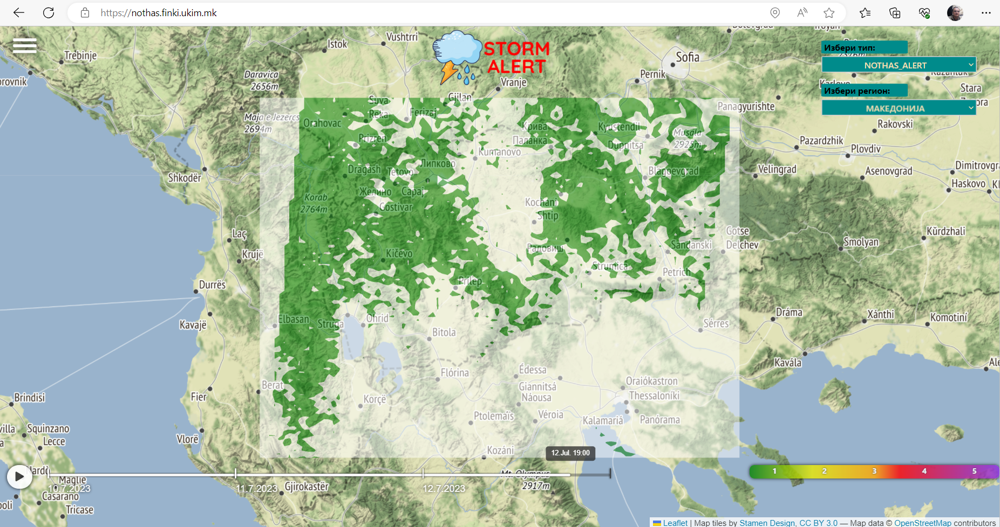 https://nothas.finki.ukim.mk
STORM
ALERT
Избери тип:
NOTHAS_ALERT
Избери регион:
МАКЕДОНИЈА
Trebinje
Istok
Vushtrri
Daravica
2656m
Vranje
Pernik
Sofia
Stara
Gjilan
Suva
Reka
Ferizaj
Maja e Jezercs
2694m
Orahovac
Prizren
Крива
Паланка
Kyustendil
Dupnitsa
Musala
2925m
Panagyurishte
Rakovski
Pazardzhik
Plovdiv
Kumanovo
Липково
Dragash
Tetovo
Shkodër
Blagoevgrad
Velingrad
Asenovgrad
Dimitrovgr
Haskovo
Желино
Сарај
Korab
2764m
Gostivar
Kochani
Shtip
Laç
Krujë
Kičevo
Радовиш
Sandanski
Gotse
Delchev
Smolyan
Kŭrdzhali
Durrës
Prilep
Strumica
Petrich
Elbasan
Struga
Ohrid
Kavajë
Bitola
Sérres
Dráma
Xánthi
Komotiní
Kavála
Flórina
Édessa
Giannitsá
Náousa
Oraiókastron
Thessaloníki
Berat
Fier
Korçë
Ptolemaïs
Véroia
Kalamariá
Panórama
Brindisi
Squinzano
Lecce
Vlorë
Kozáni
12.Jul. 19:00
Mt. Olympus
2917m
Maglie
10.7.2023
11.7.2023
12.7.2023
Gjirokastër
Casarano
Tricase
1 2 3 4 5
Leaflet | Map tiles by Stamen Design, CC BY 3.0 — Map data © OpenStreetMap contributors